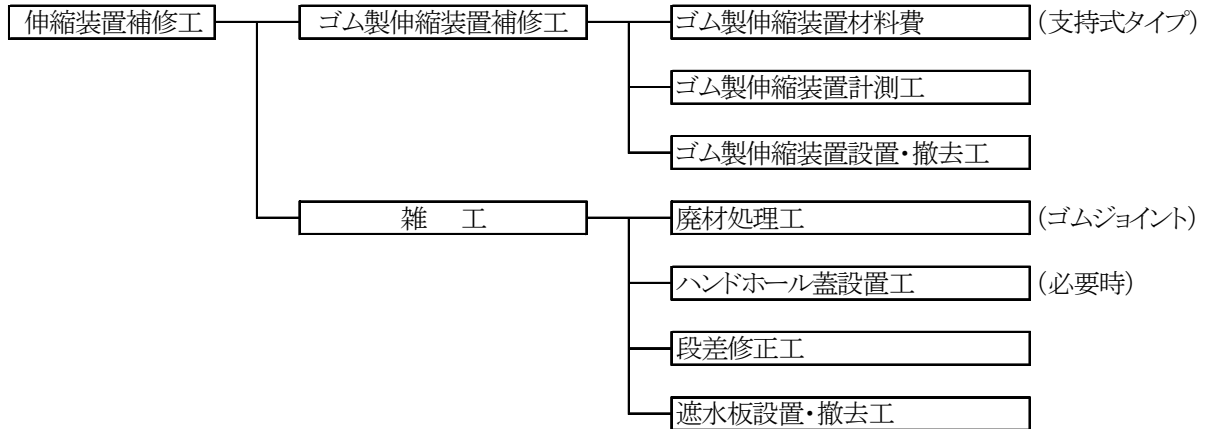 伸縮装置補修工 ゴム製伸縮装置補修工 ゴム製伸縮装置材料費 (支持式タイプ)
ゴム製伸縮装置計測工
ゴム製伸縮装置設置・撤去工
雑 工 廃材処理工 (ゴムジョイント)
ハンドホール蓋設置工 (必要時)
段差修正工
遮水板設置・撤去工